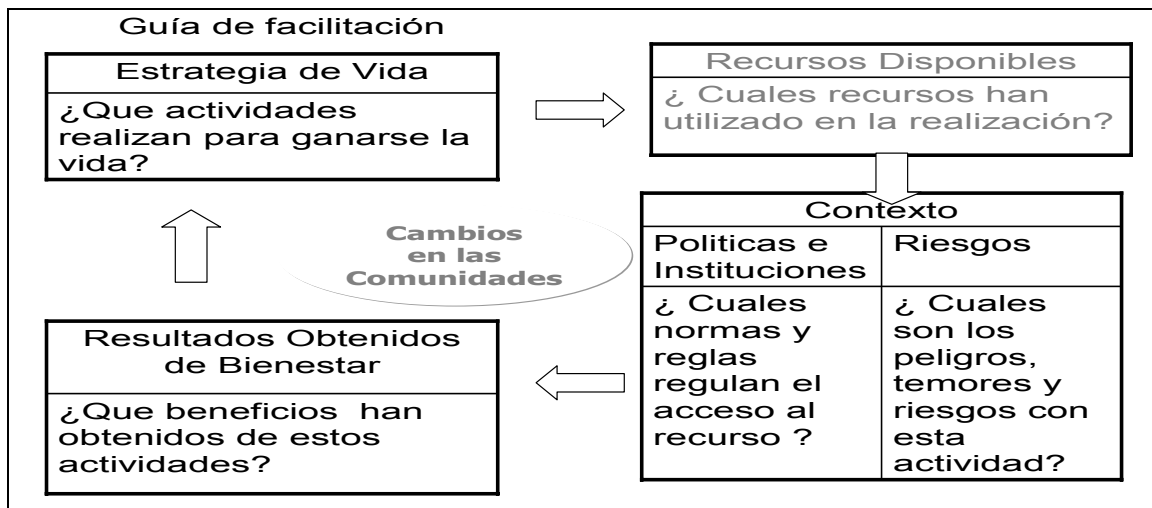 Guía de facilitación
Estrategia de Vida
¿Que actividades
realizan para ganarse la
vida?
Recursos Disponibles
¿ Cuales recursos han
utilizado en la realización?
Contexto
Politicas e
Instituciones
¿ Cuales
normas y
reglas
regulan el
acceso al
recurso ?
Riesgos
¿ Cuales
son los
peligros,
temores y
riesgos con
esta
actividad?
Cambios
en las
Comunidades
Resultados Obtenidos
de Bienestar
¿Que beneficios han
obtenidos de estos
actividades?